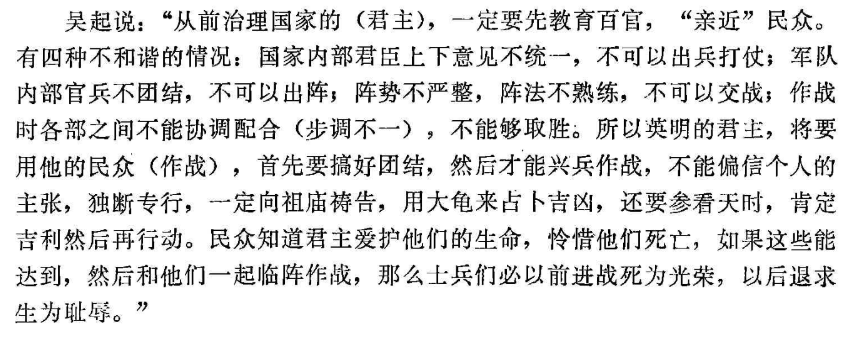 吴起说：“从前治理国家的（君主），一定要先教育百官，“亲近”民众。
有四种不和谐的情况：国家内部君臣上下意见不统一，不可以出兵打仗；军队
内部官兵不团结，不可以出阵；阵势不严整，阵法不熟练，不可以交战；作战
时各部之间不能协调配合（步调不一），不能够取胜。所以英明的君主，将要
用他的民众（作战），首先要搞好团结，然后才能兴兵作战，不能偏信个人的
主张，独断专行，一定向祖庙祷告，用大龟来占卜吉凶，还要参看天时，肯定
吉利然后再行动。民众知道君主爱护他们的生命，怜惜他们死亡，如果这些能
达到，然后和他们一起临阵作战，那么士兵们必以前进战死为光荣，以后退求
生为耻辱。”